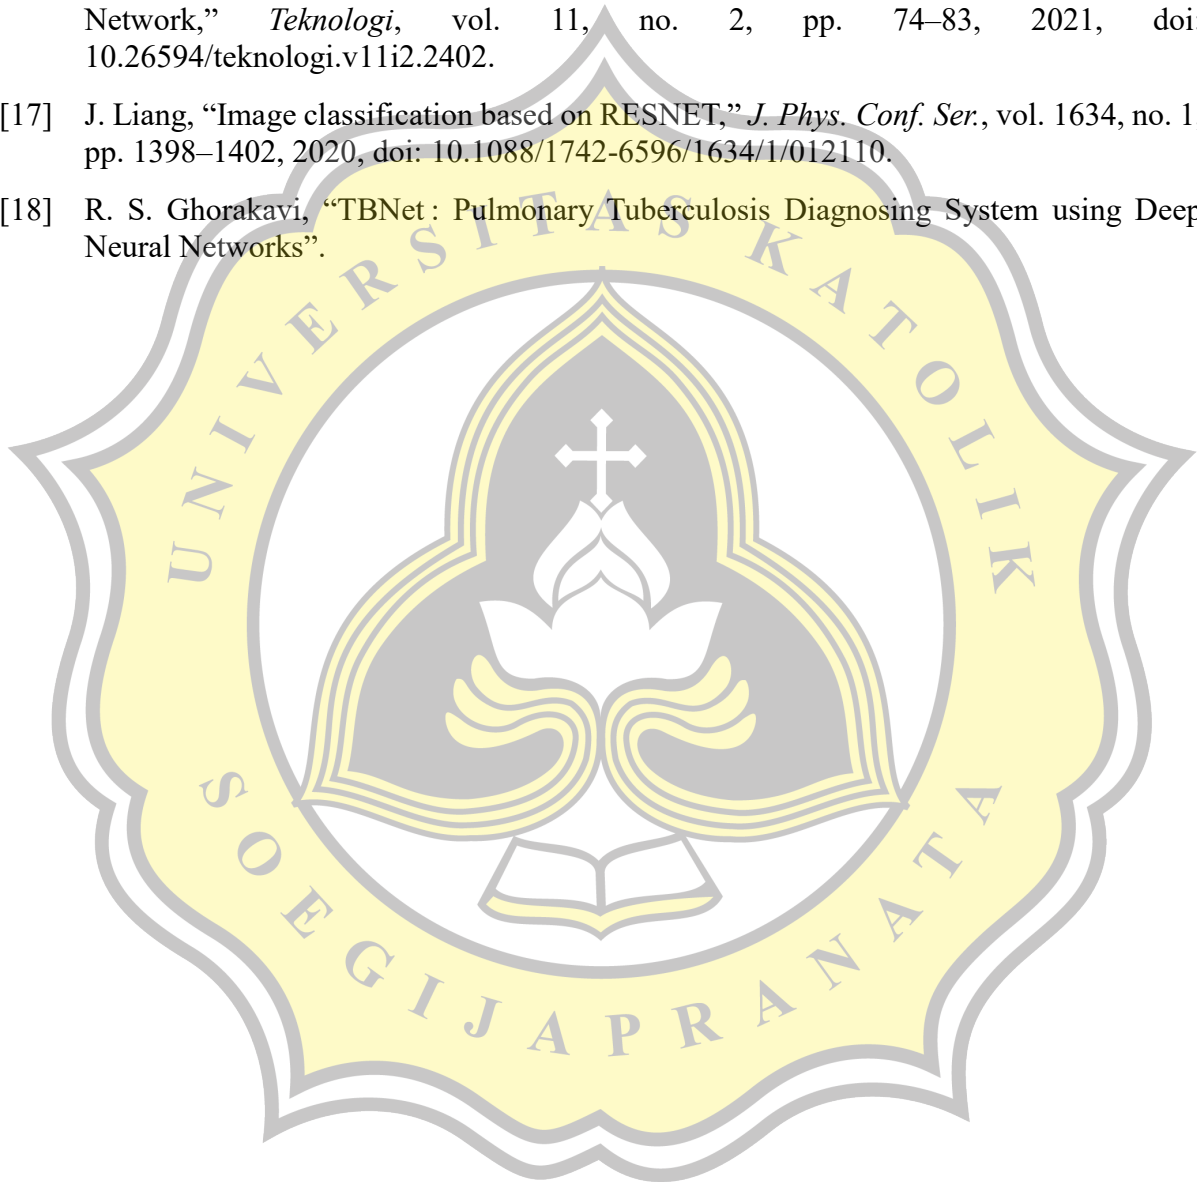 Network,” Teknologi, vol. 11, no. 2, pp. 74–83, 2021, doi:
10.26594/teknologi.v11i2.2402.
[17] J. Liang, “Image classification based on RESNET,” J. Phys. Conf. Ser., vol. 1634, no. 1,
pp. 1398–1402, 2020, doi: 10.1088/1742-6596/1634/1/012110.
[18] R. S. Ghorakavi, “TBNet : Pulmonary Tuberculosis Diagnosing System using Deep
Neural Networks”.
UNIVERSITAS KATOLIK
SOEGIJAPRANATA